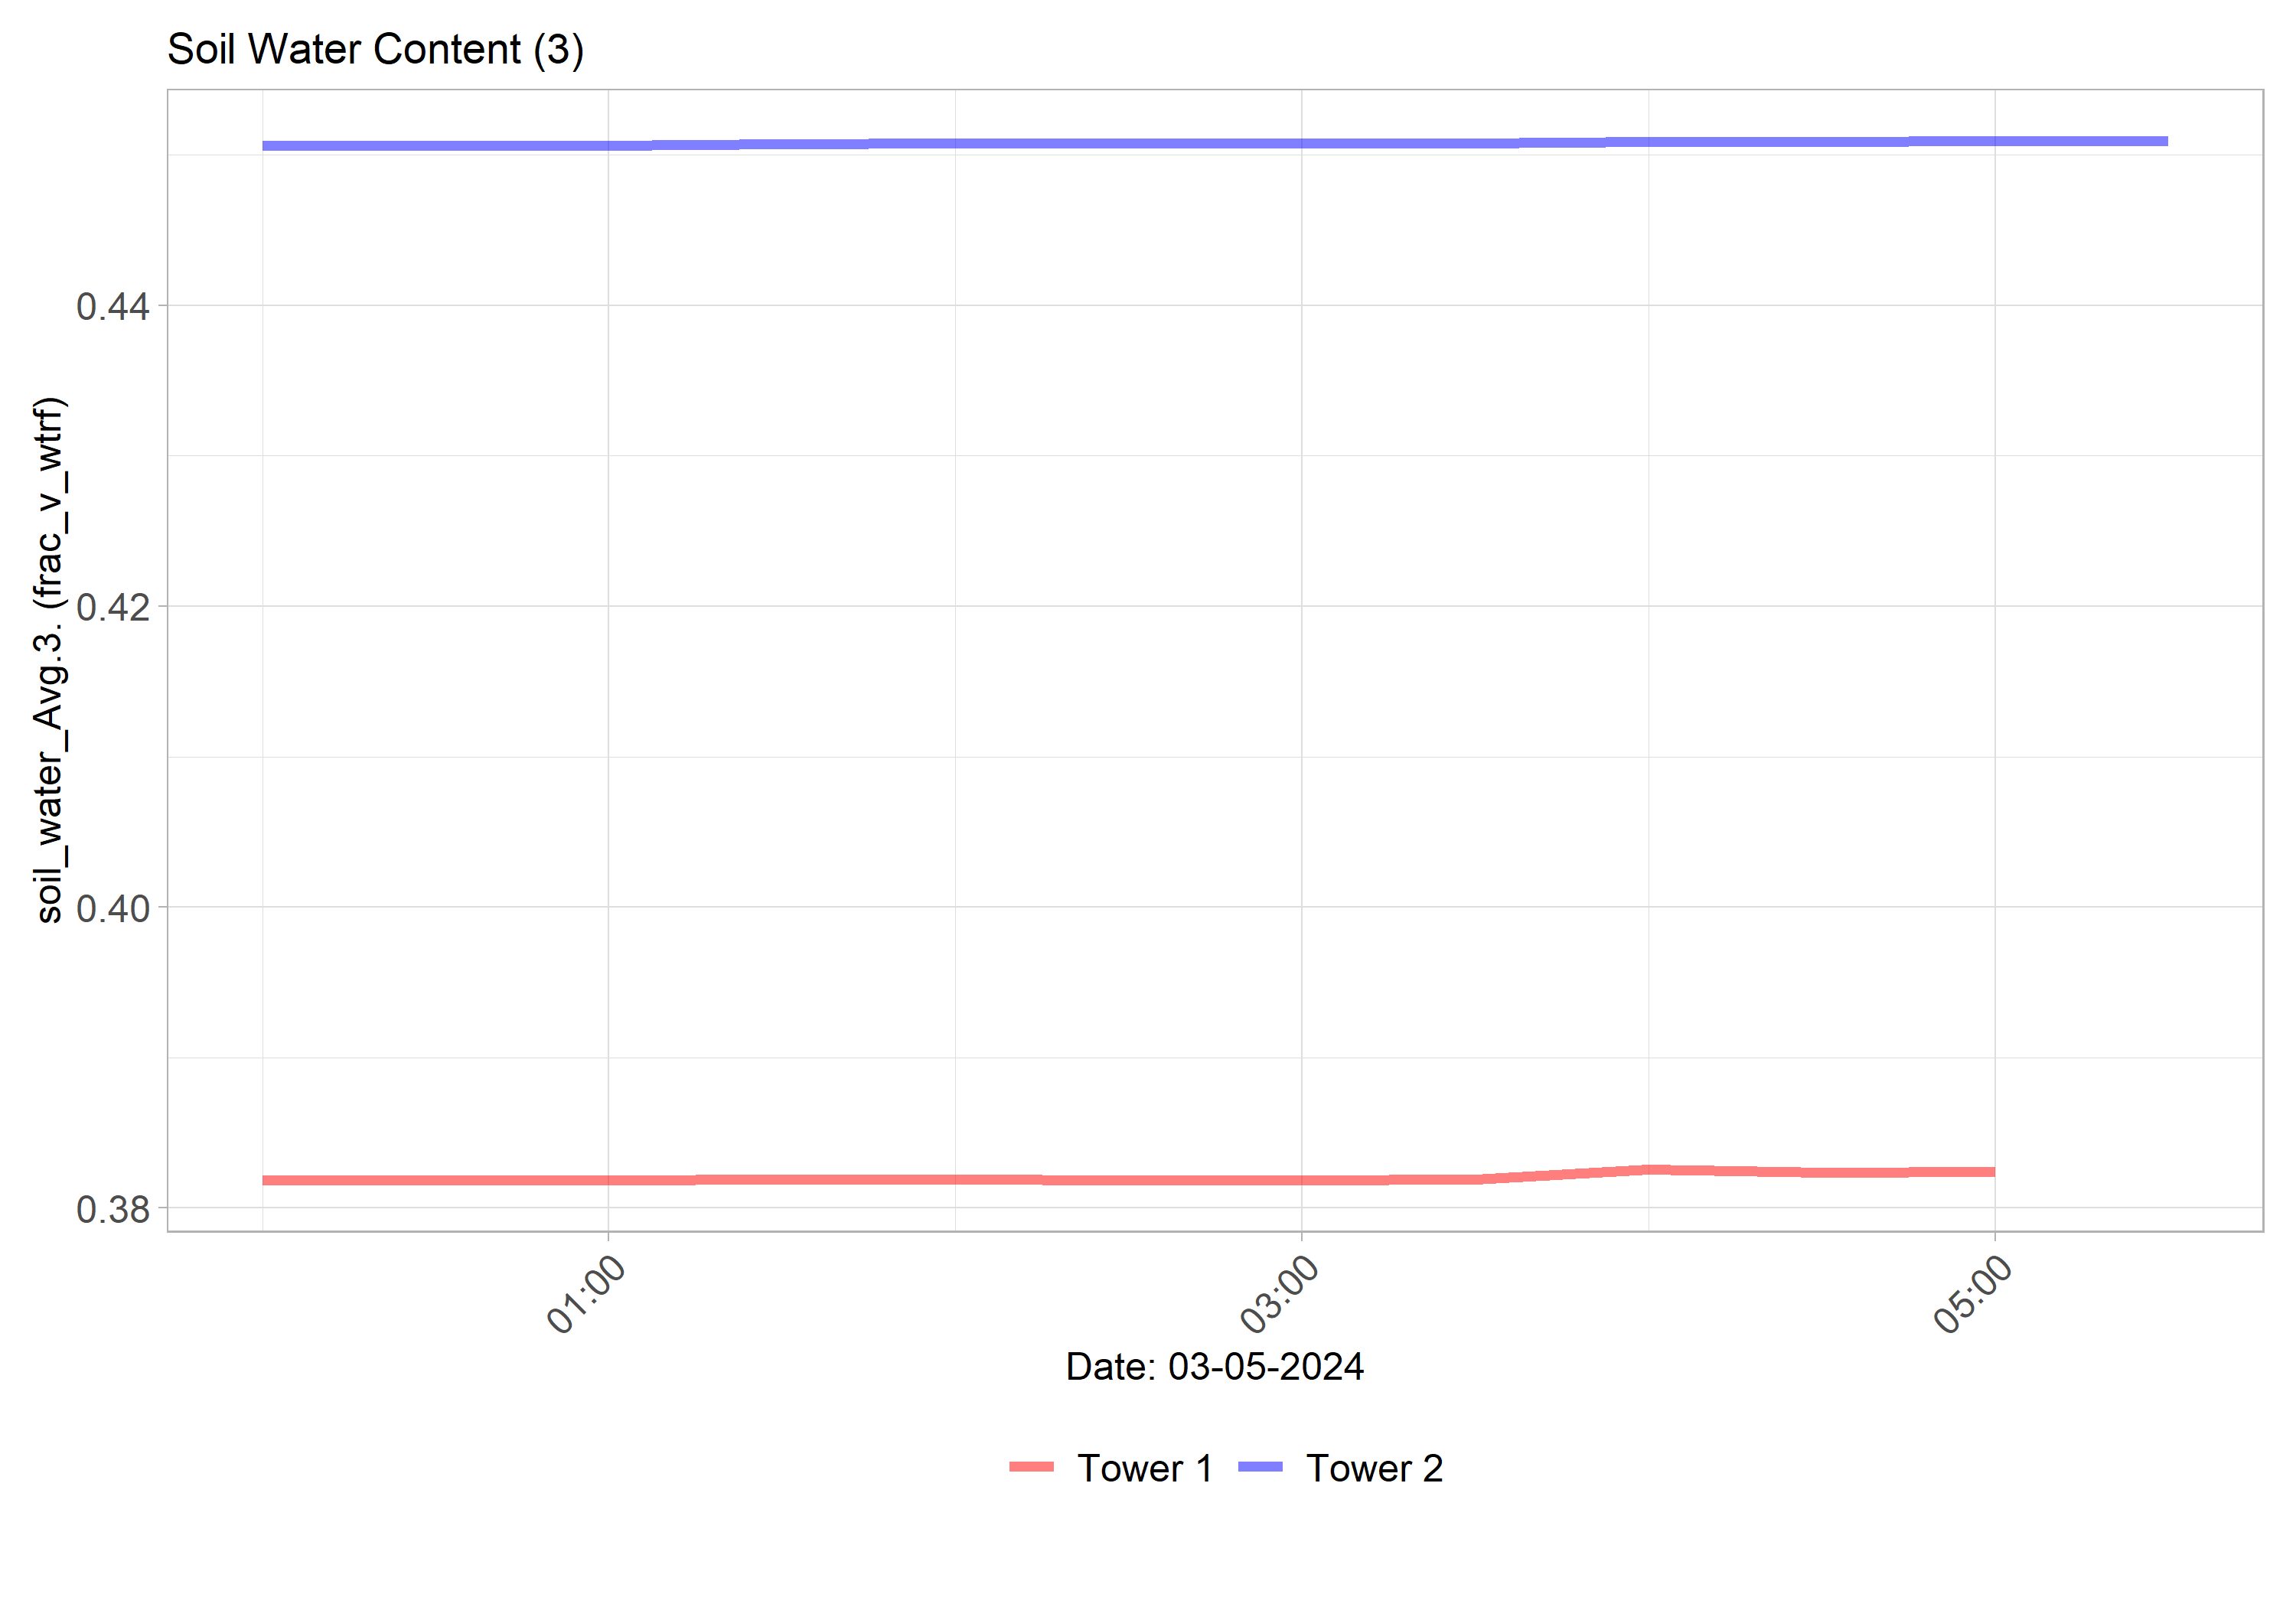 Soil Water Content (3)
soil_water_Avg.3. (frac_v_wtrf)
0.44
0.42
0.40
0.38
01:00
03:00
05:00
Date: 03-05-2024
Tower 1
Tower 2